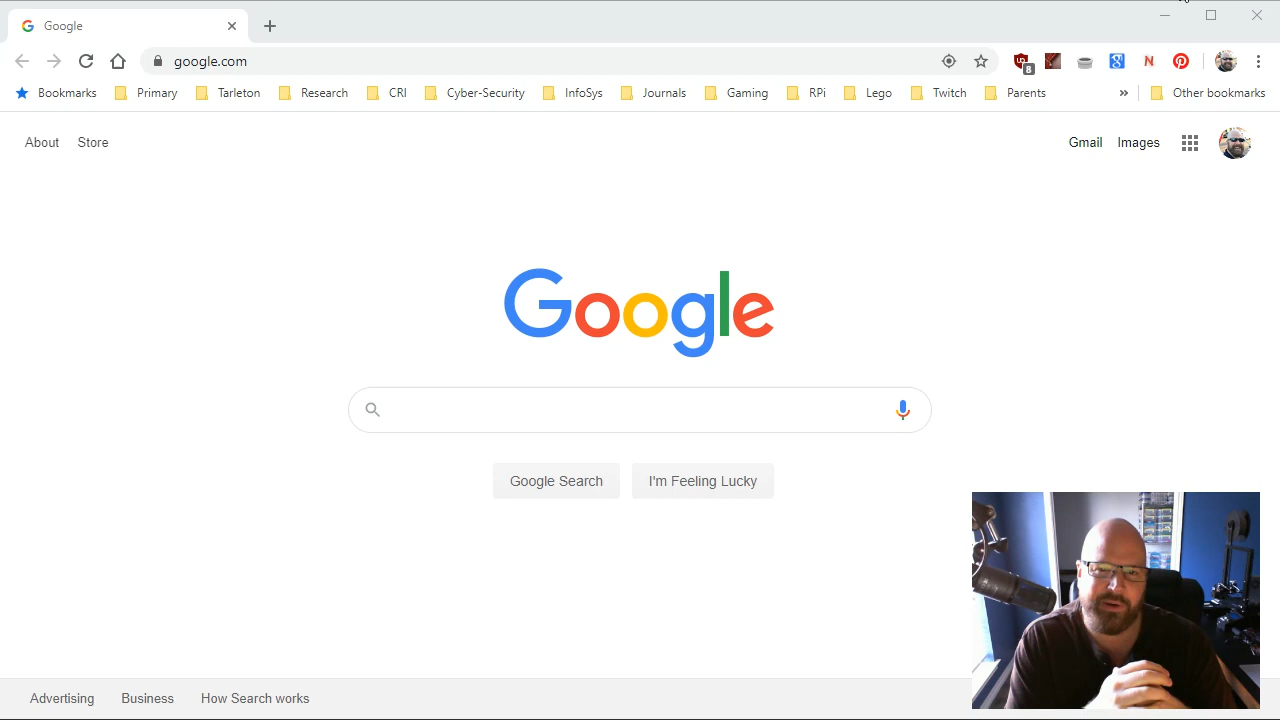 Google
google.com
8
N
Bookmarks Primary Tarleton Research CRI Cyber-Security InfoSys Journals Gaming RPi Lego Twitch Parents » Other bookmarks
About Store Gmail Images
Google
Google Search I'm Feeling Lucky
Advertising Business How Search works